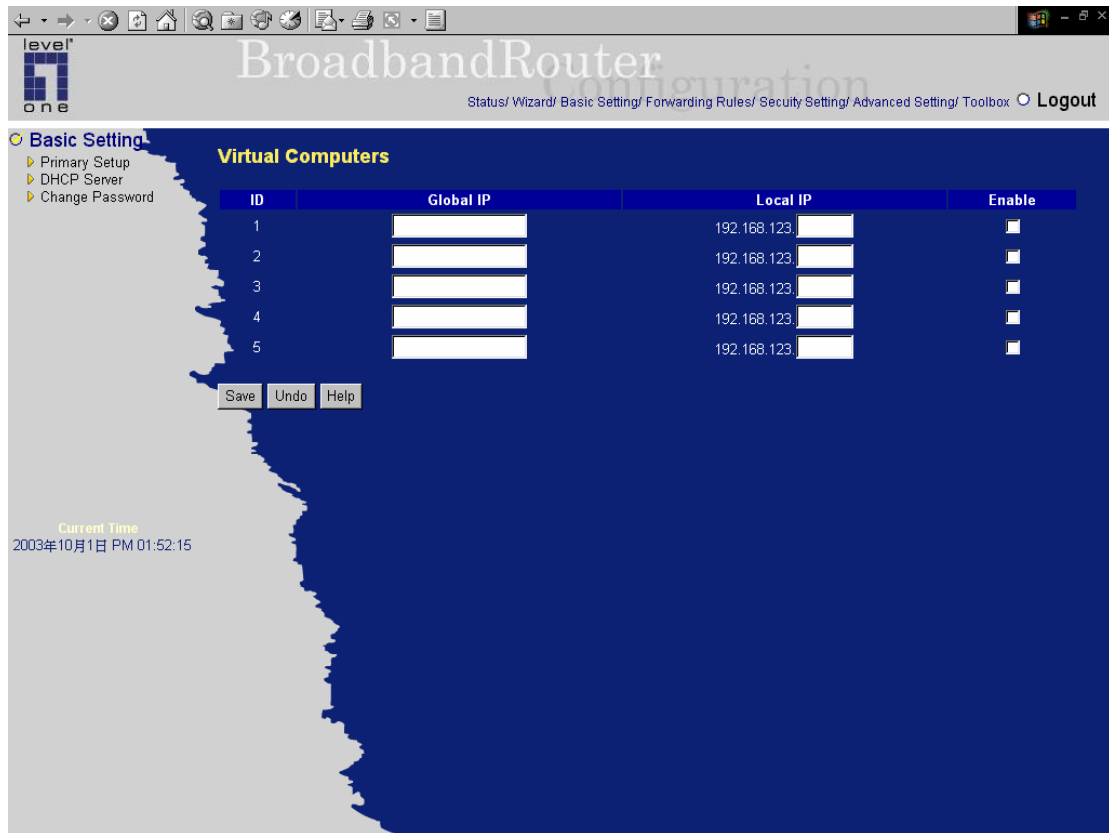 level
one
BroadbandRouter
Configuration
Status/ Wizard/ Basic Setting/ Forwarding Rules/ Secuity Setting/ Advanced Setting/ Toolbox Logout
Basic Setting
Primary Setup
DHCP Server
Change Password
Virtual Computers
ID Global IP Local IP Enable
1 192.168.123.
2 192.168.123.
3 192.168.123.
4 192.168.123.
5 192.168.123.
Save Undo Help
Current Time
2003年10月1日 PM 01:52:15